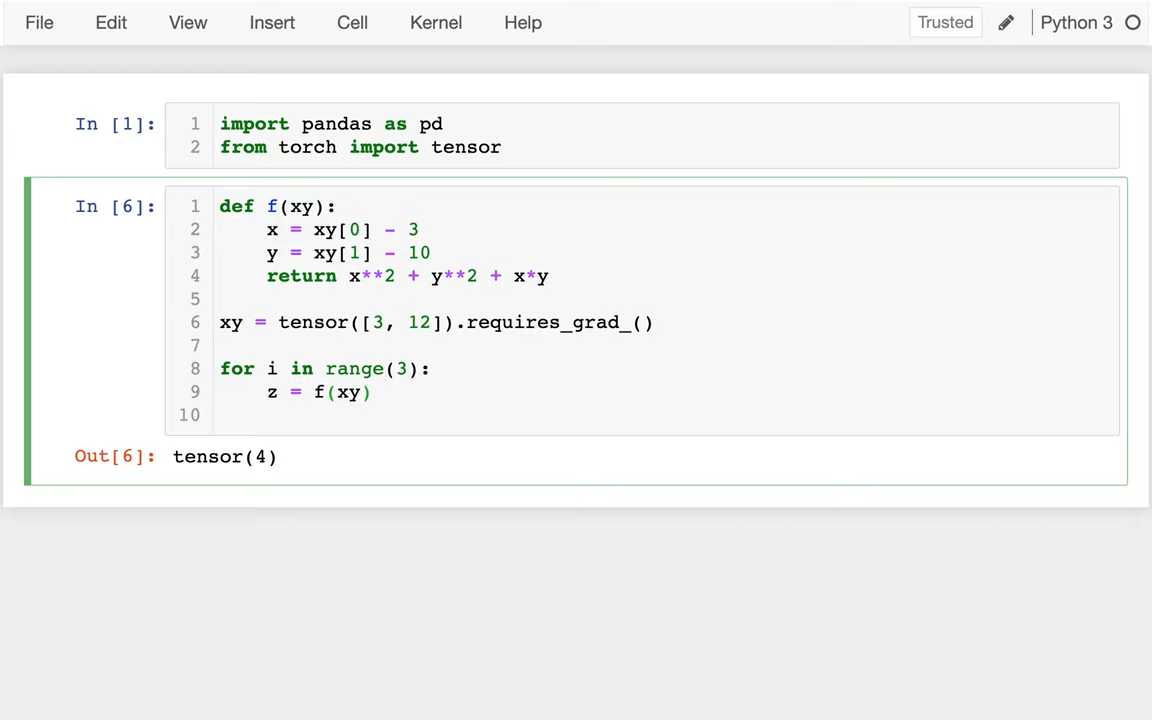 File Edit View Insert Cell Kernel Help Trusted Python 3
In [1]:
1 import pandas as pd
2 from torch import tensor
In [6]:
1 def f(xy):
2     x = xy[0] - 3
3     y = xy[1] - 10
4     return x**2 + y**2 + x*y
5
6 xy = tensor([3, 12]).requires_grad_()
7
8 for i in range(3):
9     z = f(xy)
10
Out[6]: tensor(4)